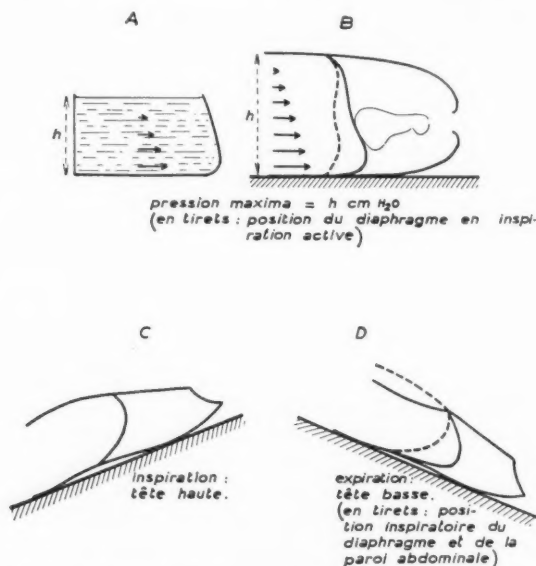 A
B
h
h
pression maxima = h cm H₂O
(en tirets : position du diaphragme en inspi-
ration active)
C
D
inspiration :
tête haute.
expiration :
tête basse.
(en tirets : posi-
tion inspiratoire du
diaphragme et de la
paroi abdominale)